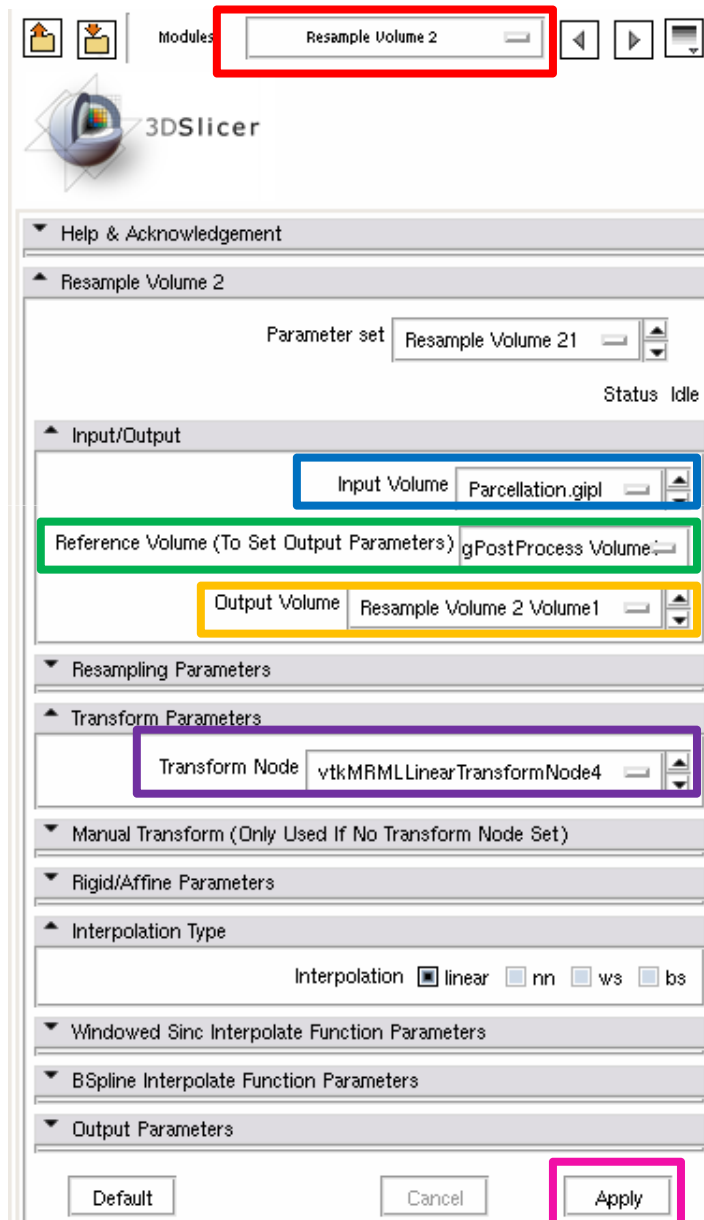 Modules Resample Volume 2
3DSlicer
Help & Acknowledgement
Resample Volume 2
Parameter set Resample Volume 21
Status Idle
Input/Output
Input Volume Parcellation.gipl
Reference Volume (To Set Output Parameters) gPostProcess Volume
Output Volume Resample Volume 2 Volume1
Resampling Parameters
Transform Parameters
Transform Node vtkMRMLLinearTransformNode4
Manual Transform (Only Used If No Transform Node Set)
Rigid/Affine Parameters
Interpolation Type
Interpolation linear nn ws bs
Windowed Sinc Interpolate Function Parameters
BSpline Interpolate Function Parameters
Output Parameters
Default Cancel Apply